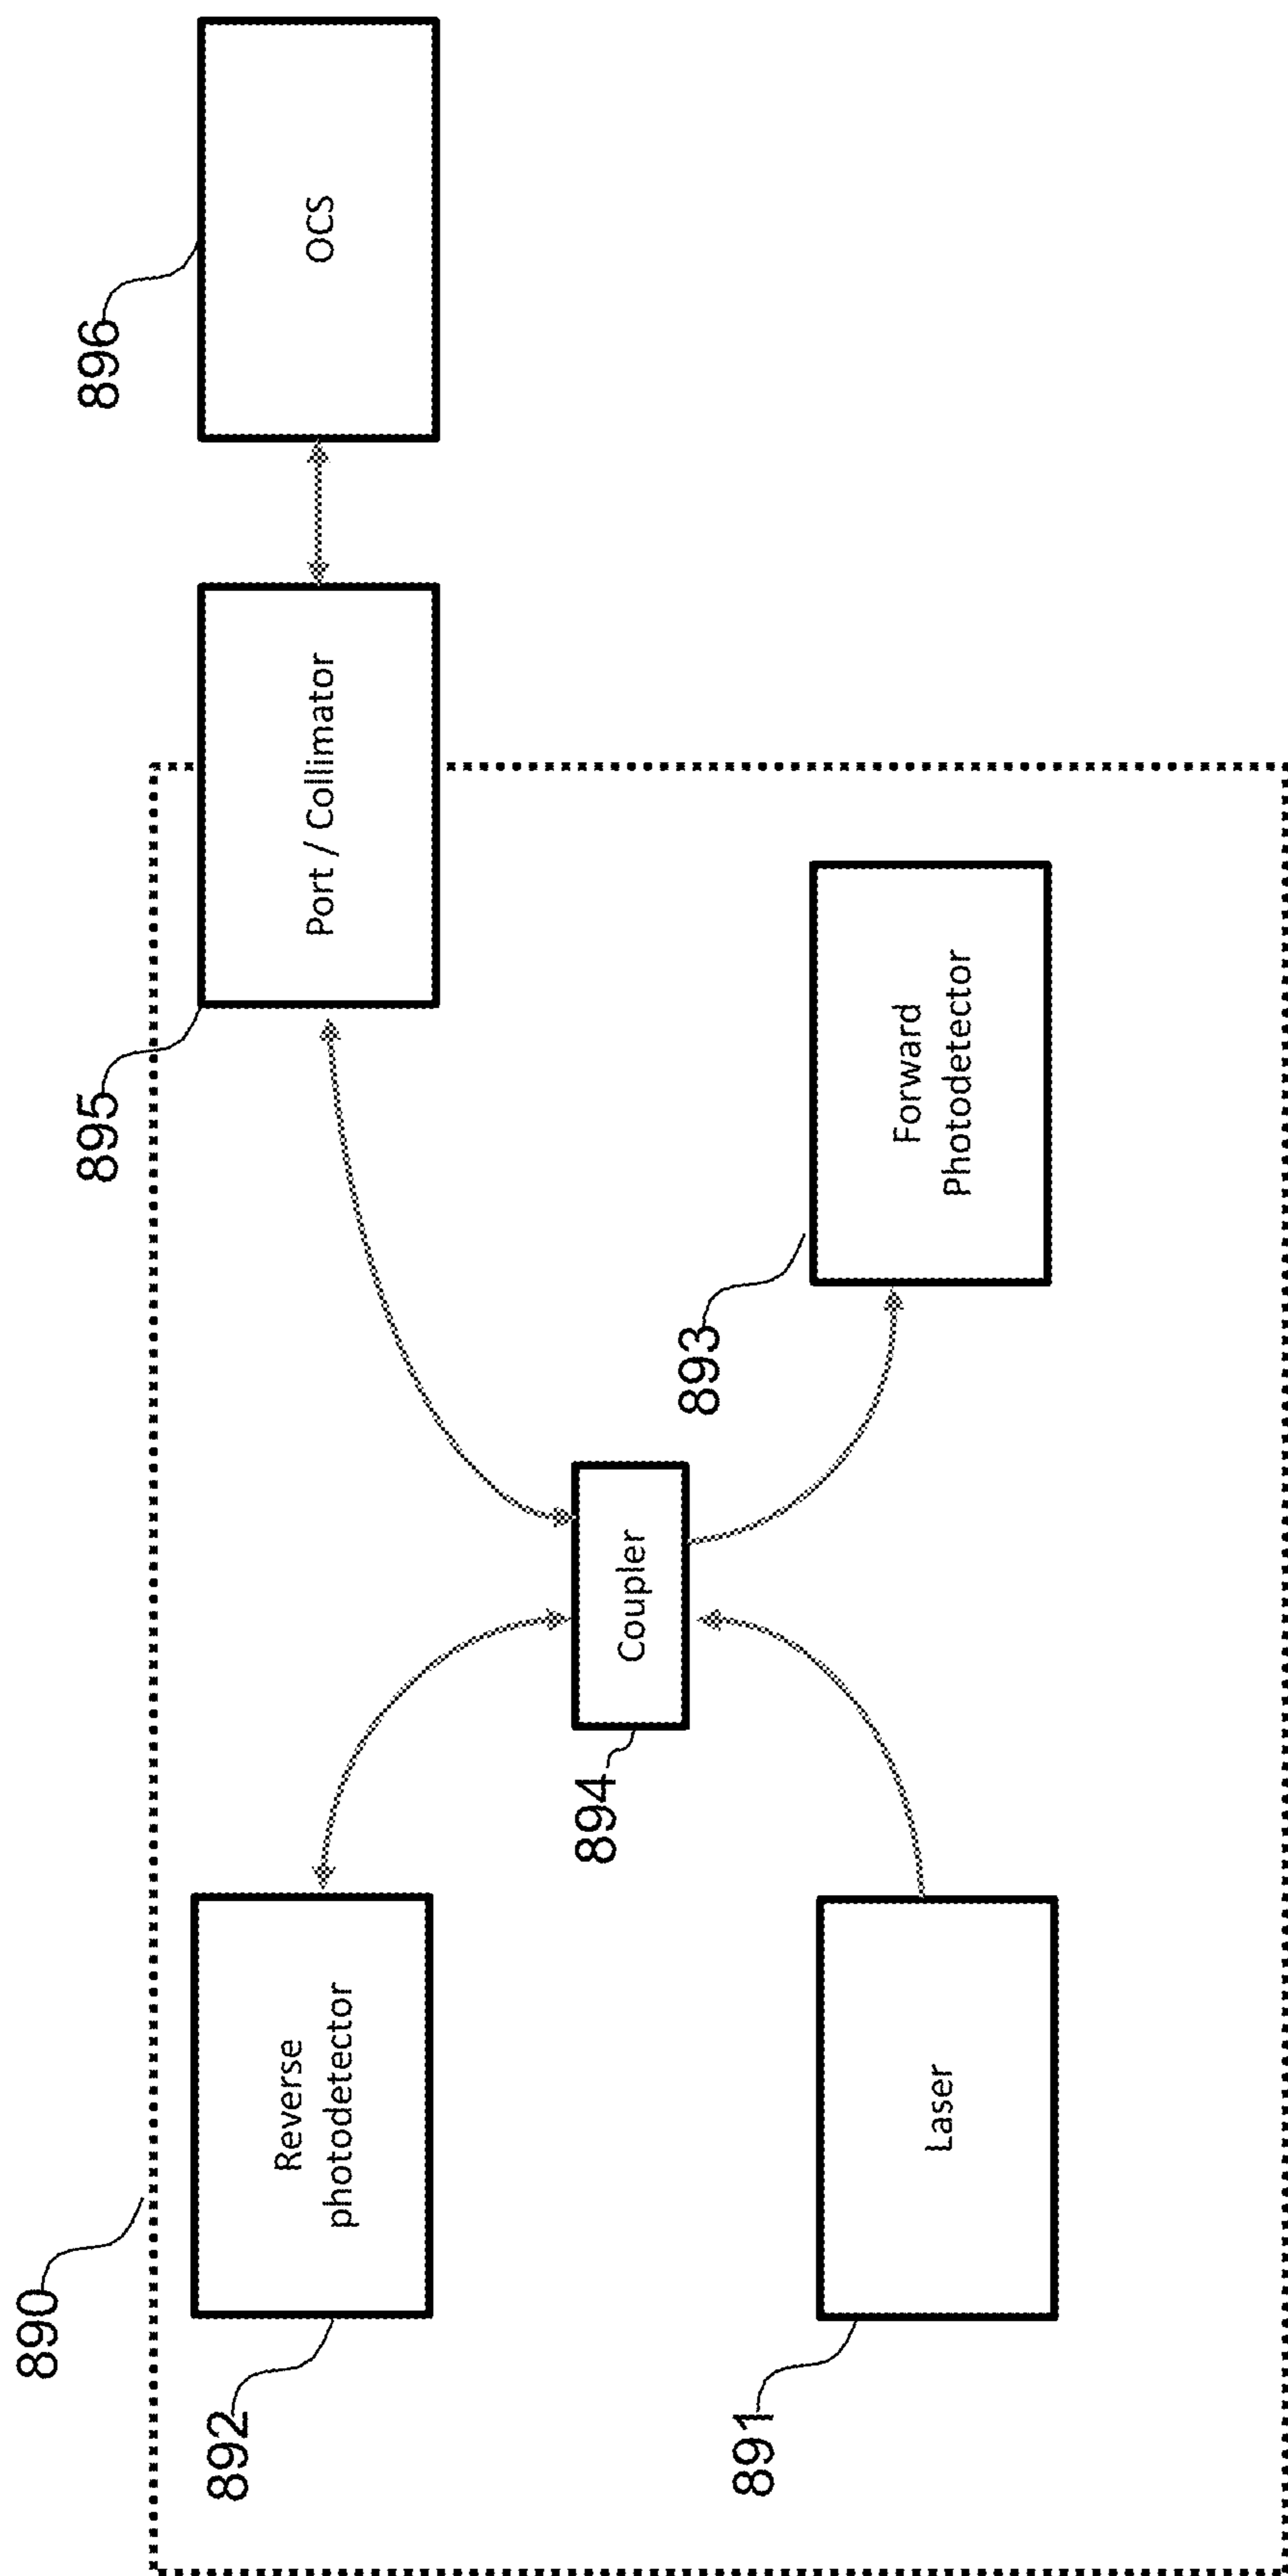 890
892
Reverse
photodetector
895
Port / Collimator
896
OCS
894
Coupler
891
Laser
893
Forward
Photodetector